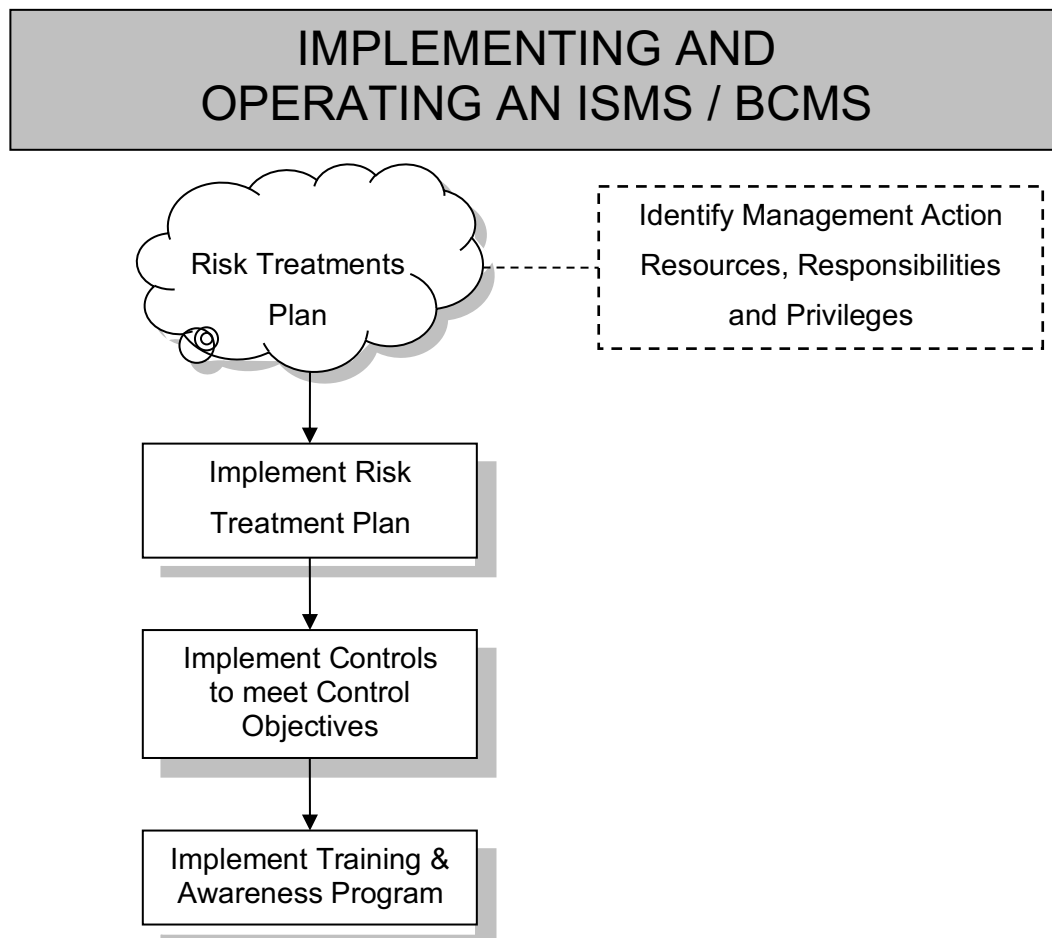 IMPLEMENTING AND
OPERATING AN ISMS / BCMS
Risk Treatments
Plan
Identify Management Action
Resources, Responsibilities
and Privileges
Implement Risk
Treatment Plan
Implement Controls
to meet Control
Objectives
Implement Training &
Awareness Program